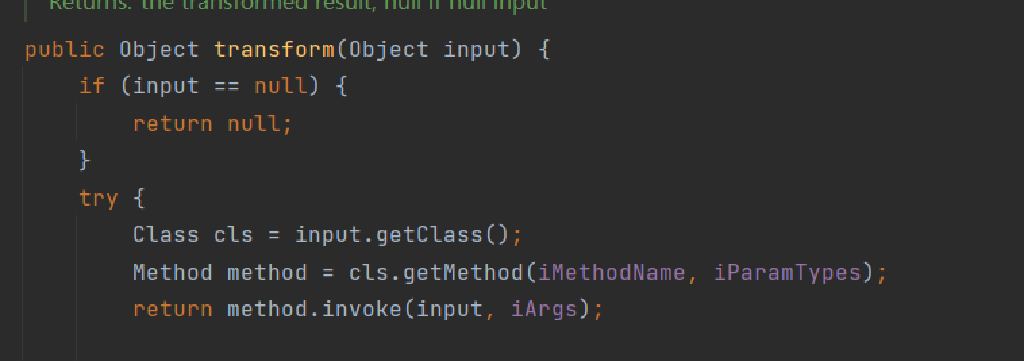 Returns: the transformed result, null if null input
public Object transform(Object input) {
if (input == null) {
return null;
}
try {
Class cls = input.getClass();
Method method = cls.getMethod(iMethodName, iParamTypes);
return method.invoke(input, iArgs);